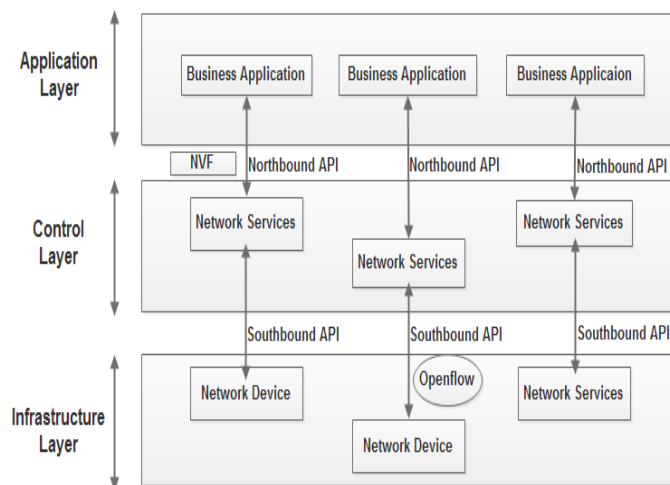 Application
Layer
Business Application
Business Application
Business Applicaion
NVF
Northbound API
Northbound API
Northbound API
Control
Layer
Network Services
Network Services
Network Services
Southbound API
Southbound API
Southbound API
Infrastructure
Layer
Network Device
Openflow
Network Services
Network Device